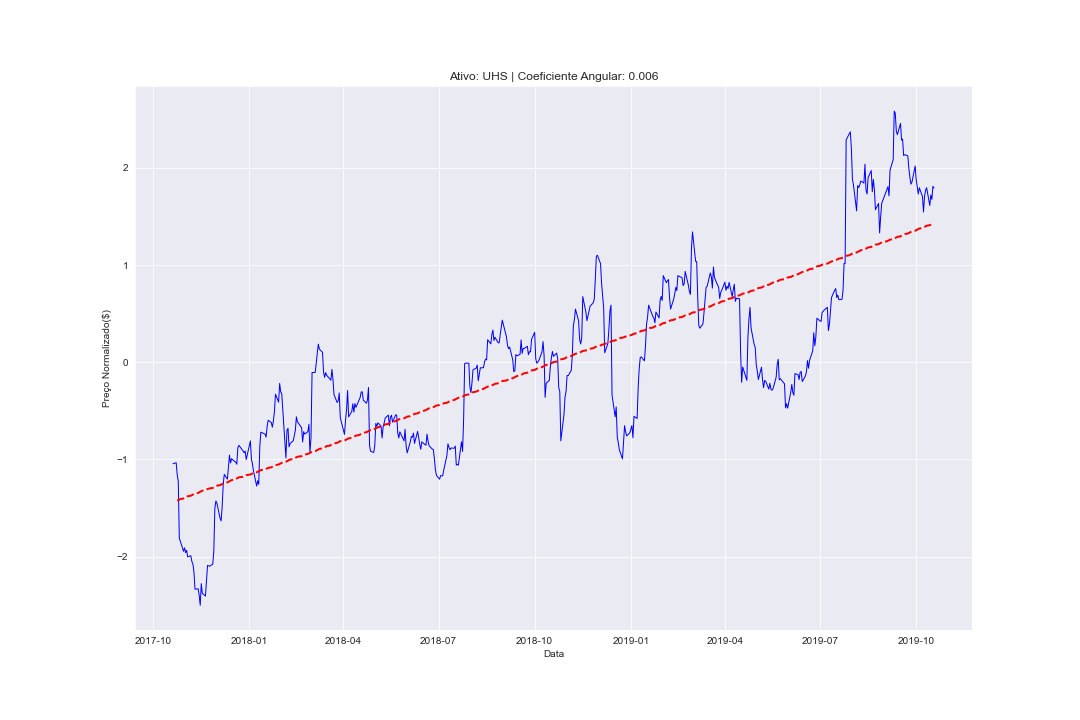 Ativo: UHS | Coeficiente Angular: 0.006
Preço Normalizado($)
2
1
0
−1
−2
2017-10 2018-01 2018-04 2018-07 2018-10 2019-01 2019-04 2019-07 2019-10
Data